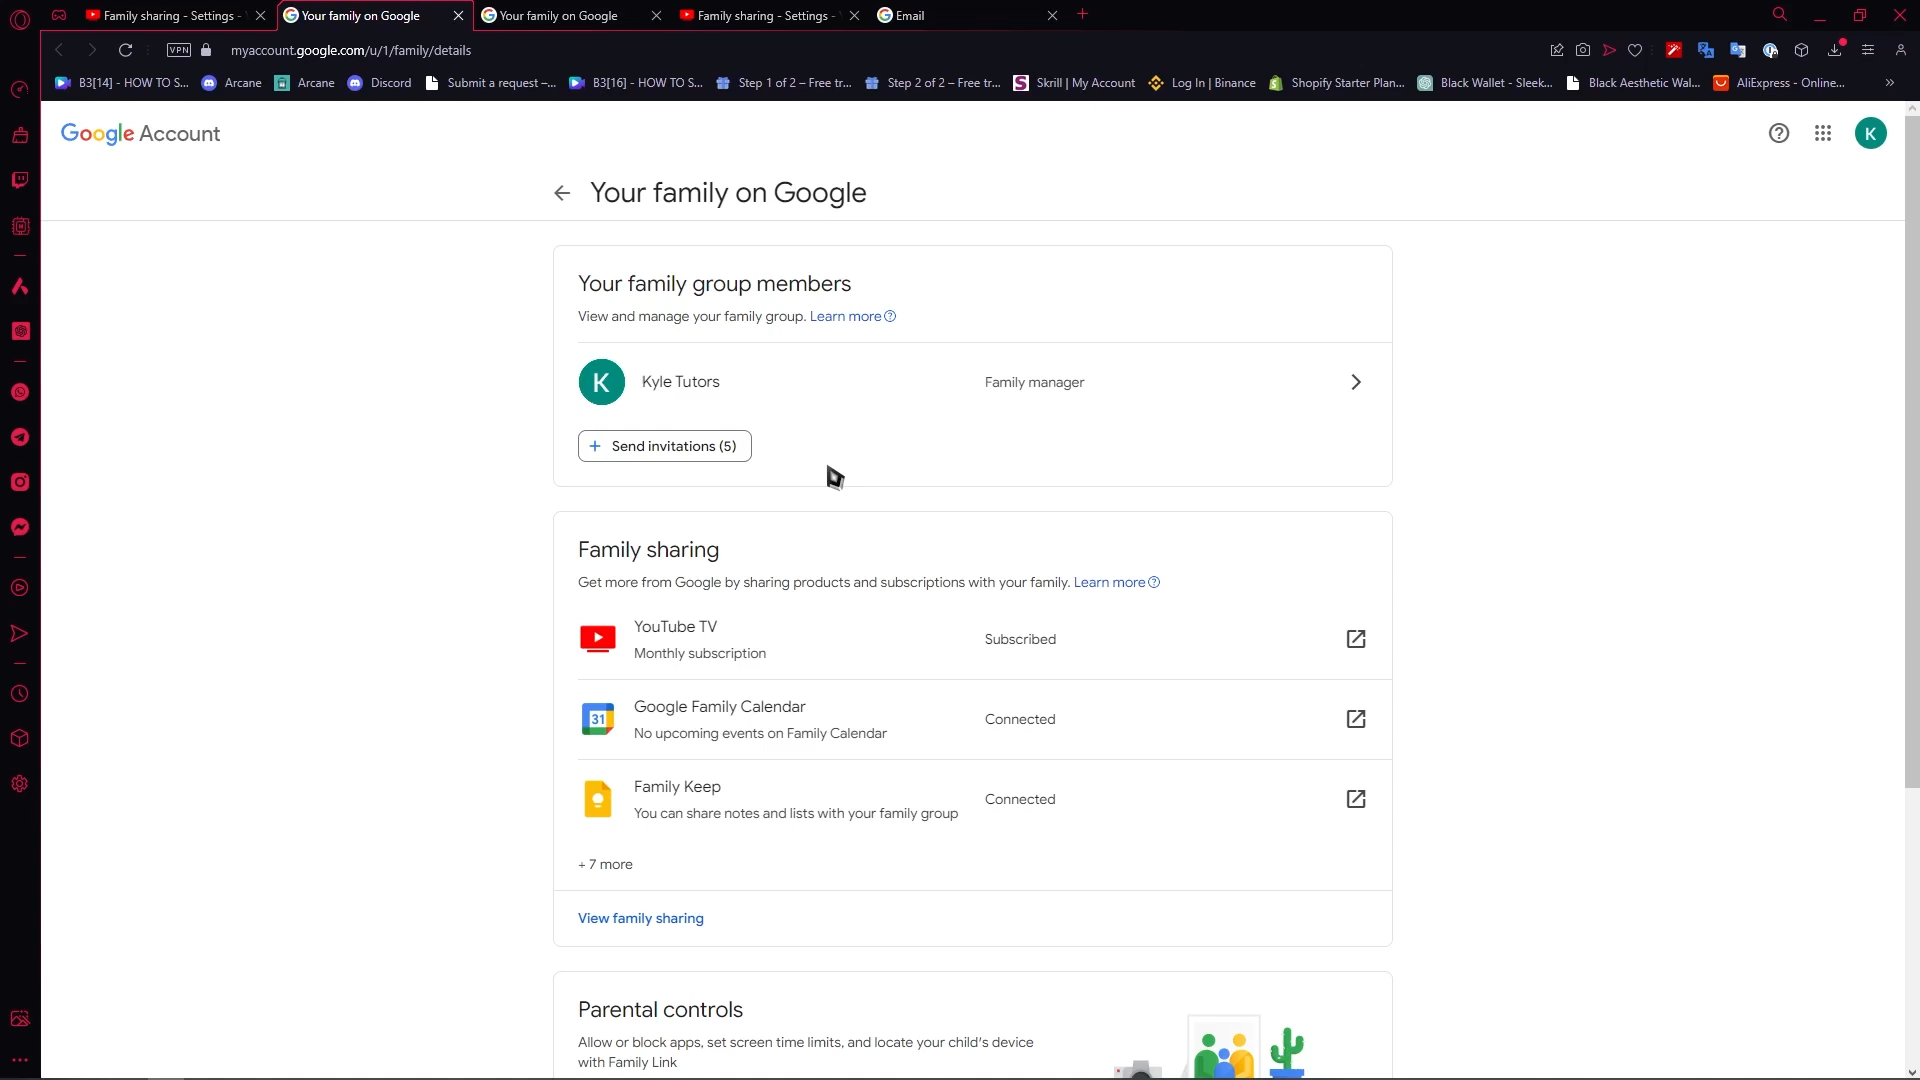 Family sharing - Settings -
Your family on Google
Your family on Google
Family sharing - Settings -
Email
VPN
myaccount.google.com/u/1/family/details
B3[14] - HOW TO S...
Arcane
Arcane
Discord
Submit a request –...
B3[16] - HOW TO S...
Step 1 of 2 – Free tr...
Step 2 of 2 – Free tr...
Skrill | My Account
Log In | Binance
Shopify Starter Plan...
Black Wallet - Sleek...
Black Aesthetic Wal...
AliExpress - Online...
Google Account
K
Your family on Google
Your family group members
View and manage your family group. Learn more
K
Kyle Tutors
Family manager
+ Send invitations (5)
Family sharing
Get more from Google by sharing products and subscriptions with your family. Learn more
YouTube TV
Monthly subscription
Subscribed
31
Google Family Calendar
No upcoming events on Family Calendar
Connected
Family Keep
You can share notes and lists with your family group
Connected
+ 7 more
View family sharing
Parental controls
Allow or block apps, set screen time limits, and locate your child's device
with Family Link